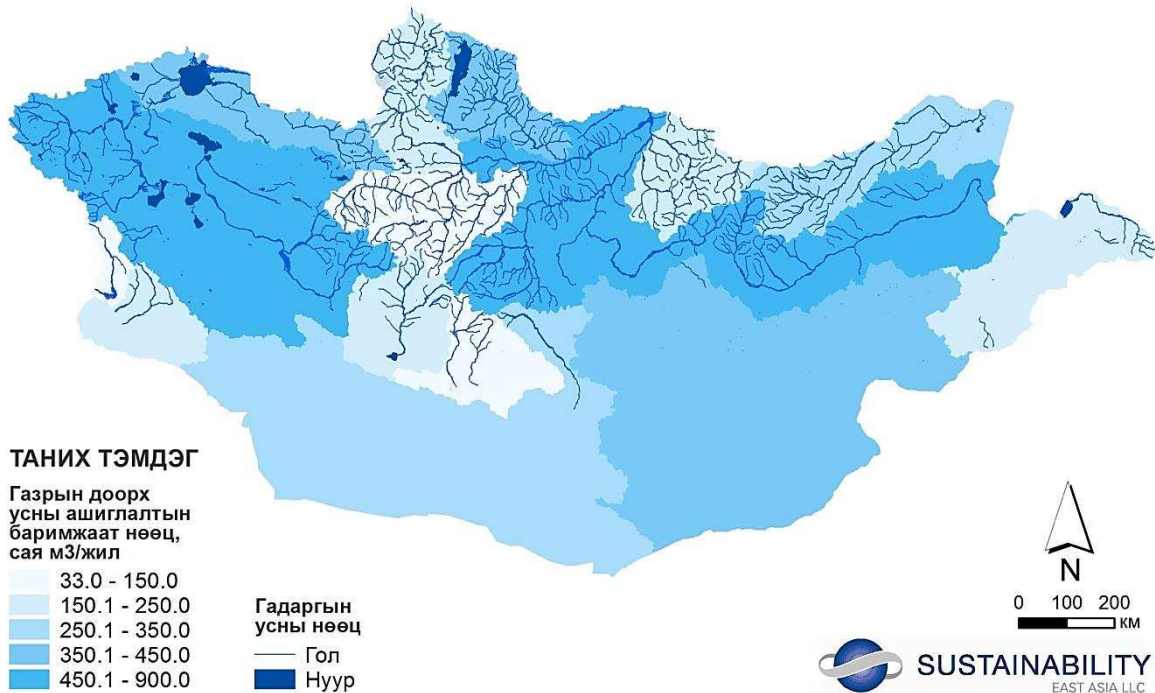 ТАНИХ ТЭМДЭГ
Газрын доорх
усны ашиглалтын
баримжаат нөөц,
сая м3/жил
33.0 - 150.0
150.1 - 250.0
250.1 - 350.0
350.1 - 450.0
450.1 - 900.0
Гадаргын
усны нөөц
Гол
Нуур
N
0 100 200
км
SUSTAINABILITY
EAST ASIA LLC